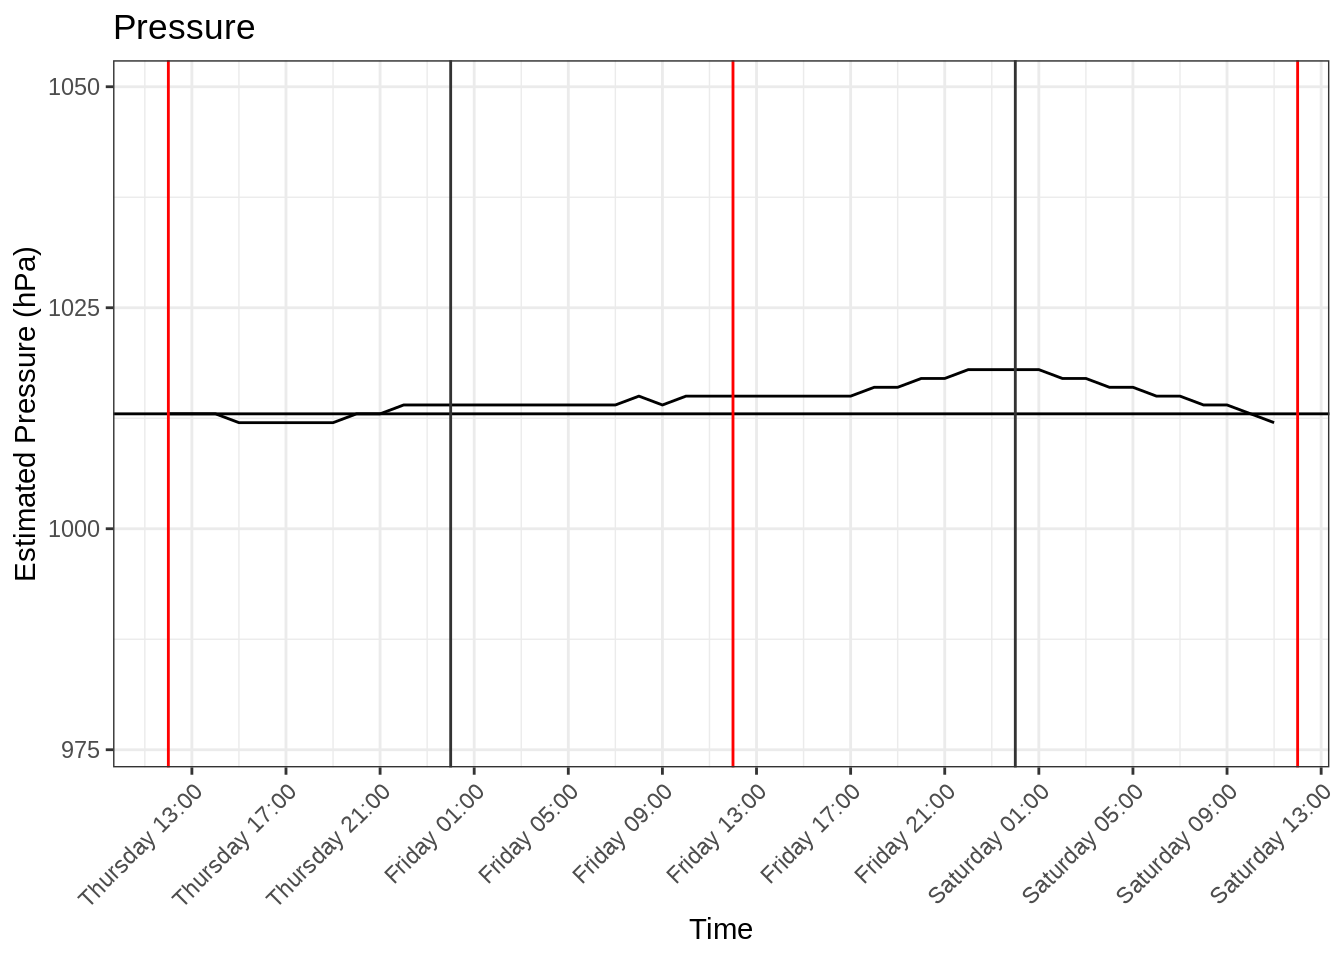 Pressure
Estimated Pressure (hPa)
1050
1025
1000
975
Thursday 13:00
Thursday 17:00
Thursday 21:00
Friday 01:00
Friday 05:00
Friday 09:00
Friday 13:00
Friday 17:00
Friday 21:00
Saturday 01:00
Saturday 05:00
Saturday 09:00
Saturday 13:00
Time